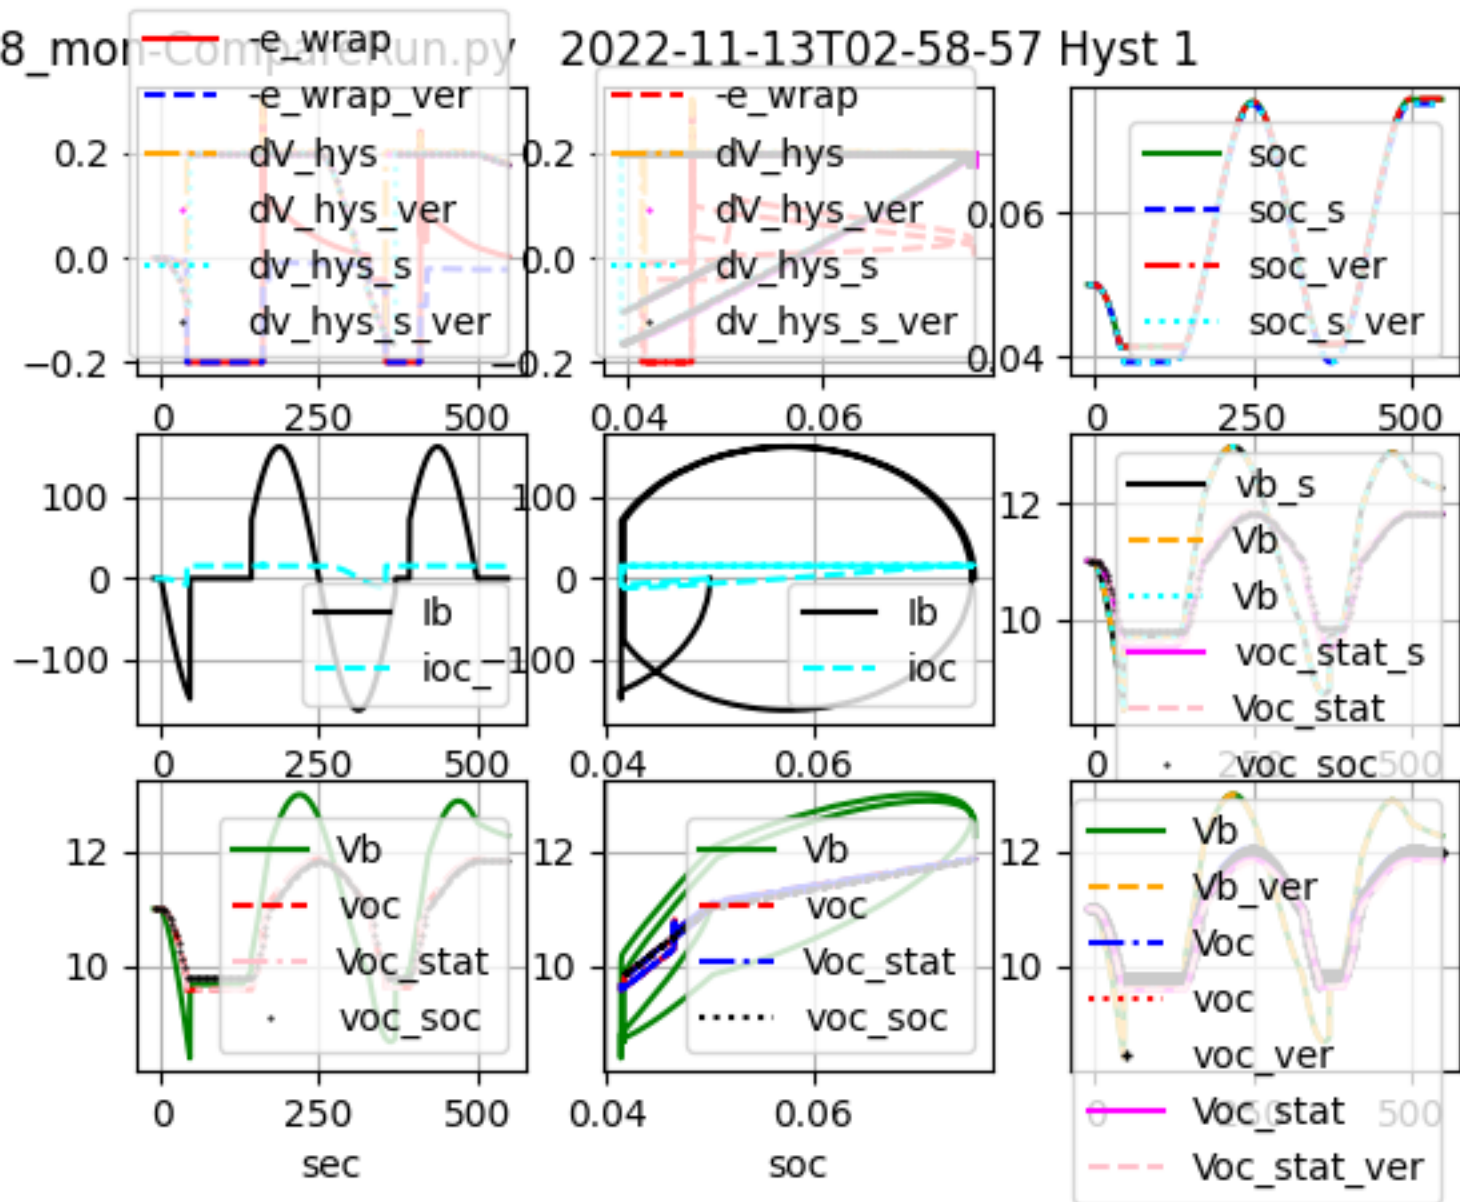 8_mon-CompareRun.py 2022-11-13T02-58-57 Hyst 1
-e_wrap
-e_wrap_ver
dV_hys
dV_hys_ver
dv_hys_s
dv_hys_s_ver
0.2
0.0
−0.2
0
250
500
-e_wrap
dV_hys
dV_hys_ver
dv_hys_s
dv_hys_s_ver
0.2
0.0
−0.2
0.04
0.06
soc
soc_s
soc_ver
soc_s_ver
0.06
0.04
0
250
500
100
0
−100
Ib
ioc_
0
250
500
100
0
−100
Ib
ioc
0.04
0.06
12
10
vb_s
Vb
Vb
voc_stat_s
Voc_stat
voc_soc
0
250
500
12
10
Vb
voc
Voc_stat
voc_soc
0
250
500
sec
12
10
Vb
voc
Voc_stat
voc_soc
0.04
0.06
soc
12
10
Vb
Vb_ver
Voc
voc
voc_ver
Voc_stat
Voc_stat_ver
0
250
500